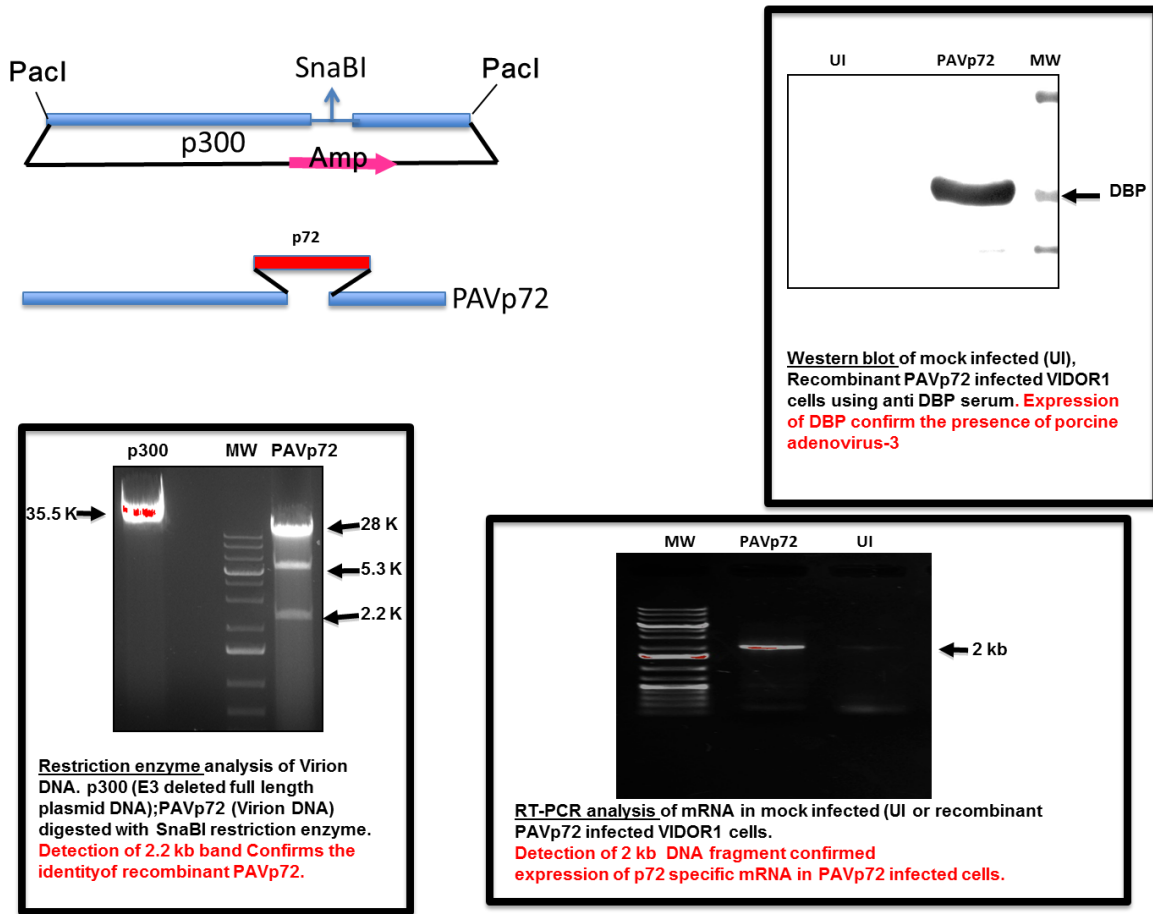 PacI
SnaBI
PacI
p300
Amp
p72
PAVp72
UI PAVp72 MW
DBP
Western blot of mock infected (UI),
Recombinant PAVp72 infected VIDOR1
cells using anti DBP serum. Expression
of DBP confirm the presence of porcine
adenovirus-3
p300 MW PAVp72
35.5 K
28 K
5.3 K
2.2 K
Restriction enzyme analysis of Virion
DNA. p300 (E3 deleted full length
plasmid DNA);PAVp72 (Virion DNA)
digested with SnaBI restriction enzyme.
Detection of 2.2 kb band Confirms the
identityof recombinant PAVp72.
MW PAVp72 UI
2 kb
RT-PCR analysis of mRNA in mock infected (UI or recombinant
PAVp72 infected VIDOR1 cells.
Detection of 2 kb DNA fragment confirmed
expression of p72 specific mRNA in PAVp72 infected cells.